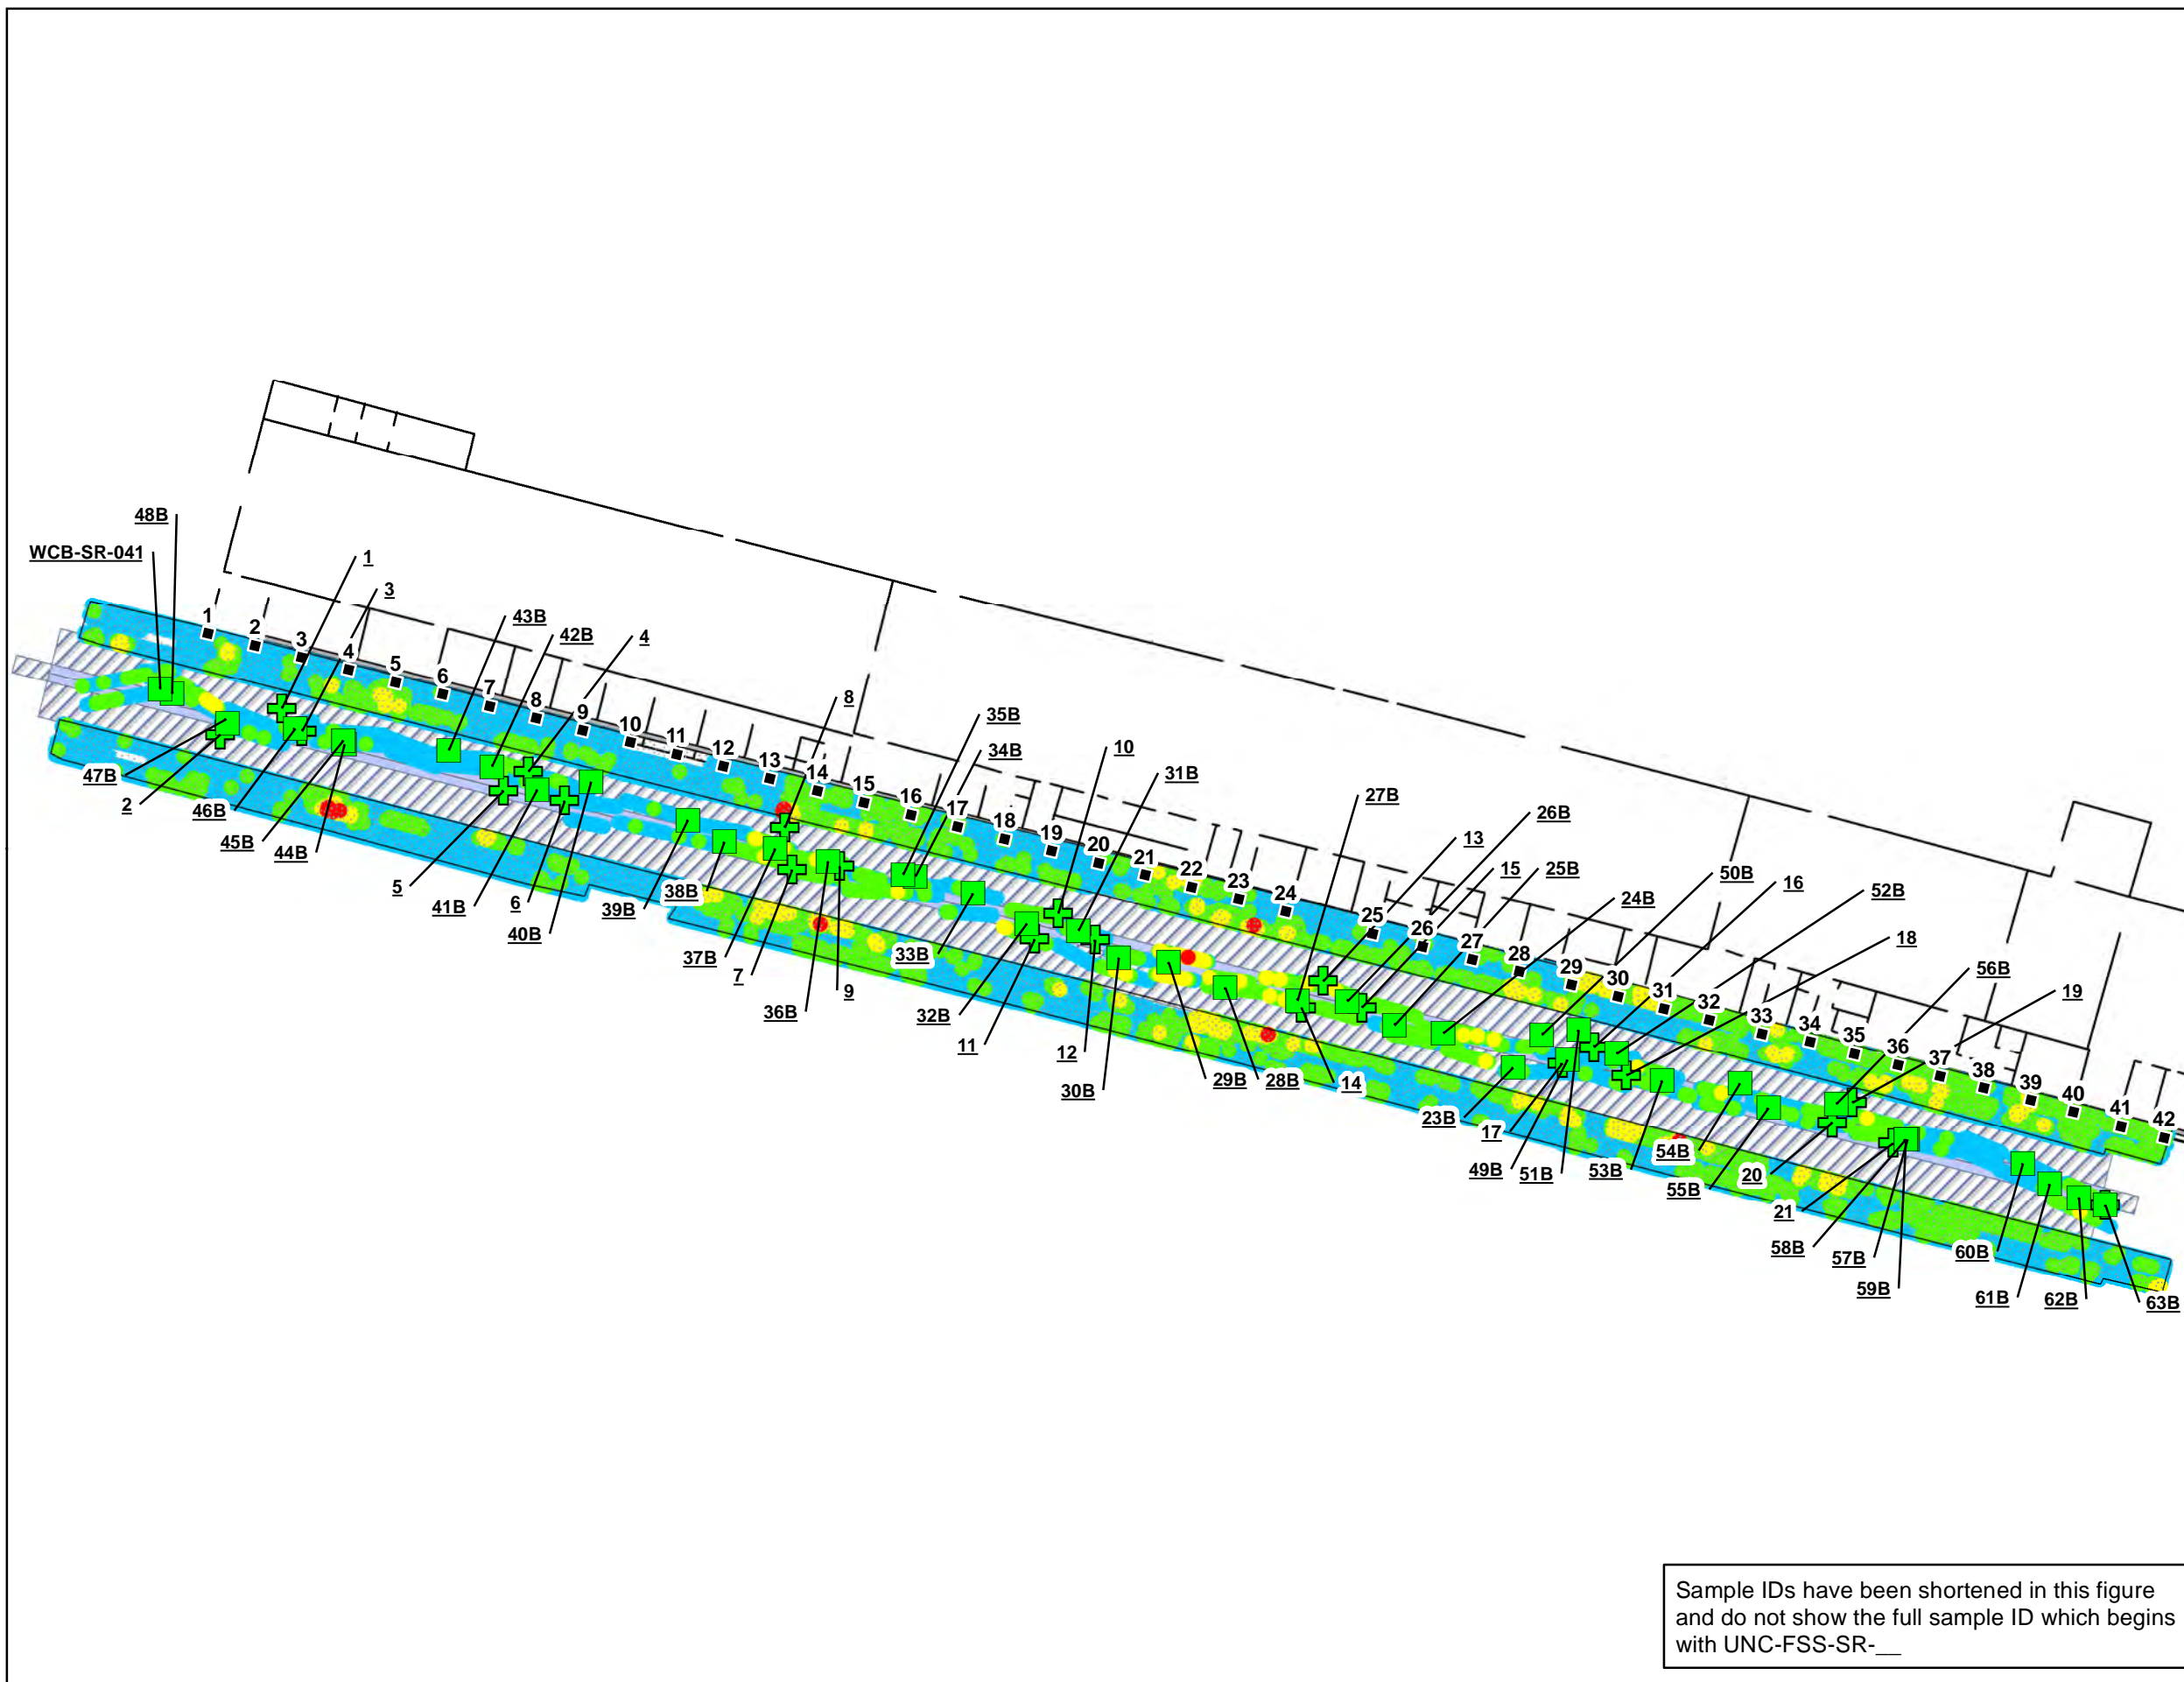 48B
WCB-SR-041
1
3
43B
42B
4
8
35B
34B
10
31B
27B
13
26B
15
25B
24B
50B
16
52B
18
56B
19
1
2
3
4
5
6
7
8
9
10
11
12
13
14
15
16
17
18
19
20
21
22
23
24
25
26
27
28
29
30
31
32
33
34
35
36
37
38
39
40
41
42
47B
2
46B
45B
44B
5
41B
6
40B
39B
38B
37B
7
36B
9
33B
32B
11
12
30B
29B
28B
14
23B
17
49B
51B
53B
54B
55B
20
21
58B
57B
59B
60B
61B
62B
63B
Sample IDs have been shortened in this figure
and do not show the full sample ID which begins
with UNC-FSS-SR-__